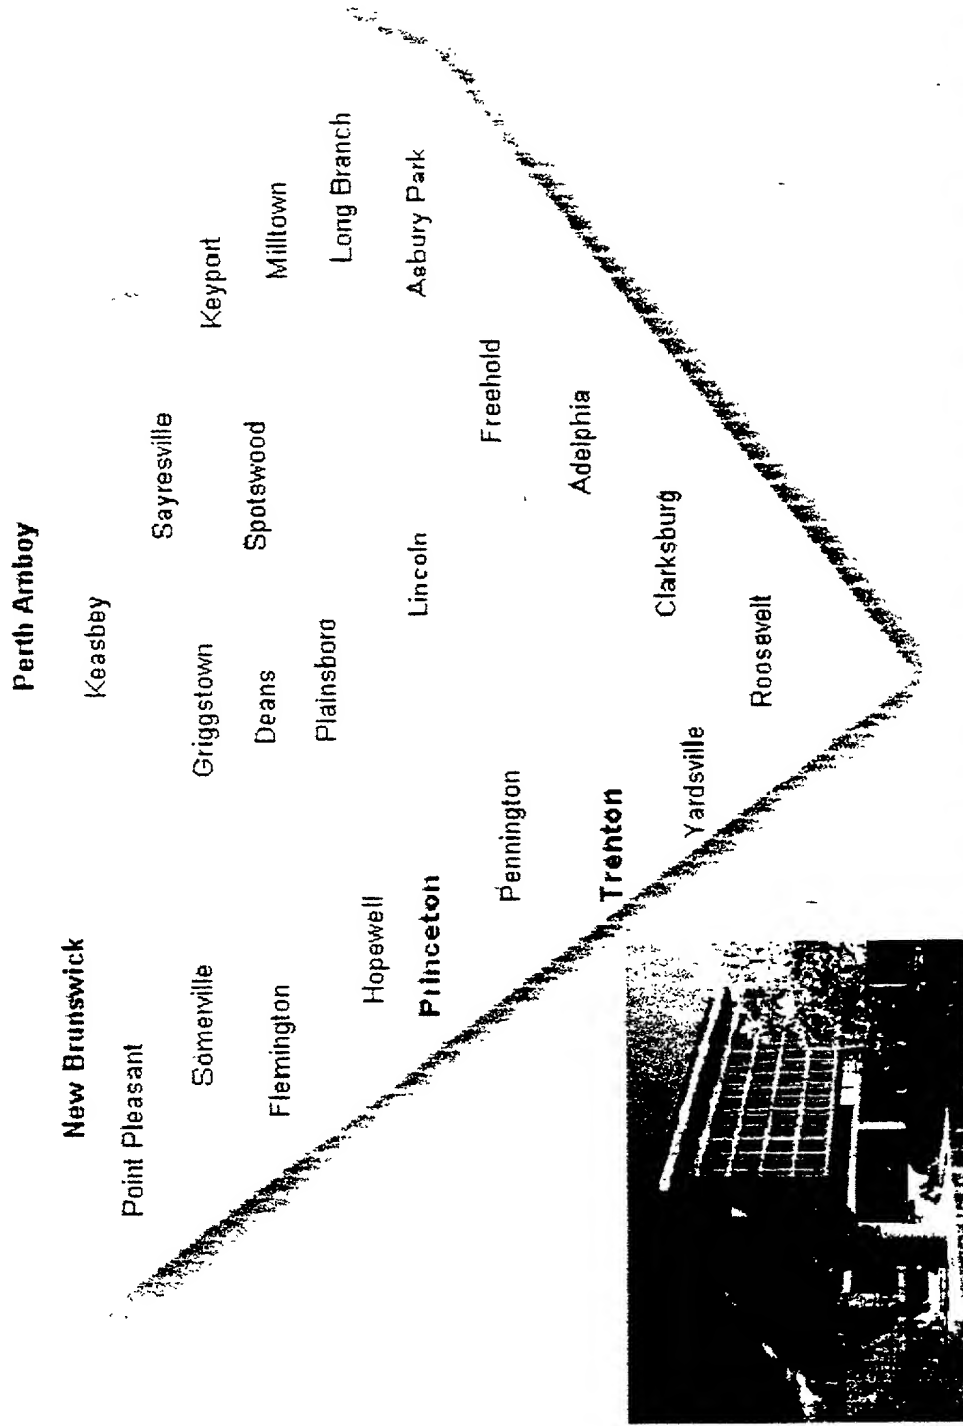 Perth Amboy
New Brunswick
Keasbey
Point Pleasant
Sayresville
Somerville
Griggstown
Keyport
Flemington
Deans
Spotswood
Milltown
Plainsboro
Long Branch
Hopewell
Princeton
Lincoln
Asbury Park
Pennington
Freehold
Adelphia
Trenton
Clarksburg
Yardsville
Roosevelt